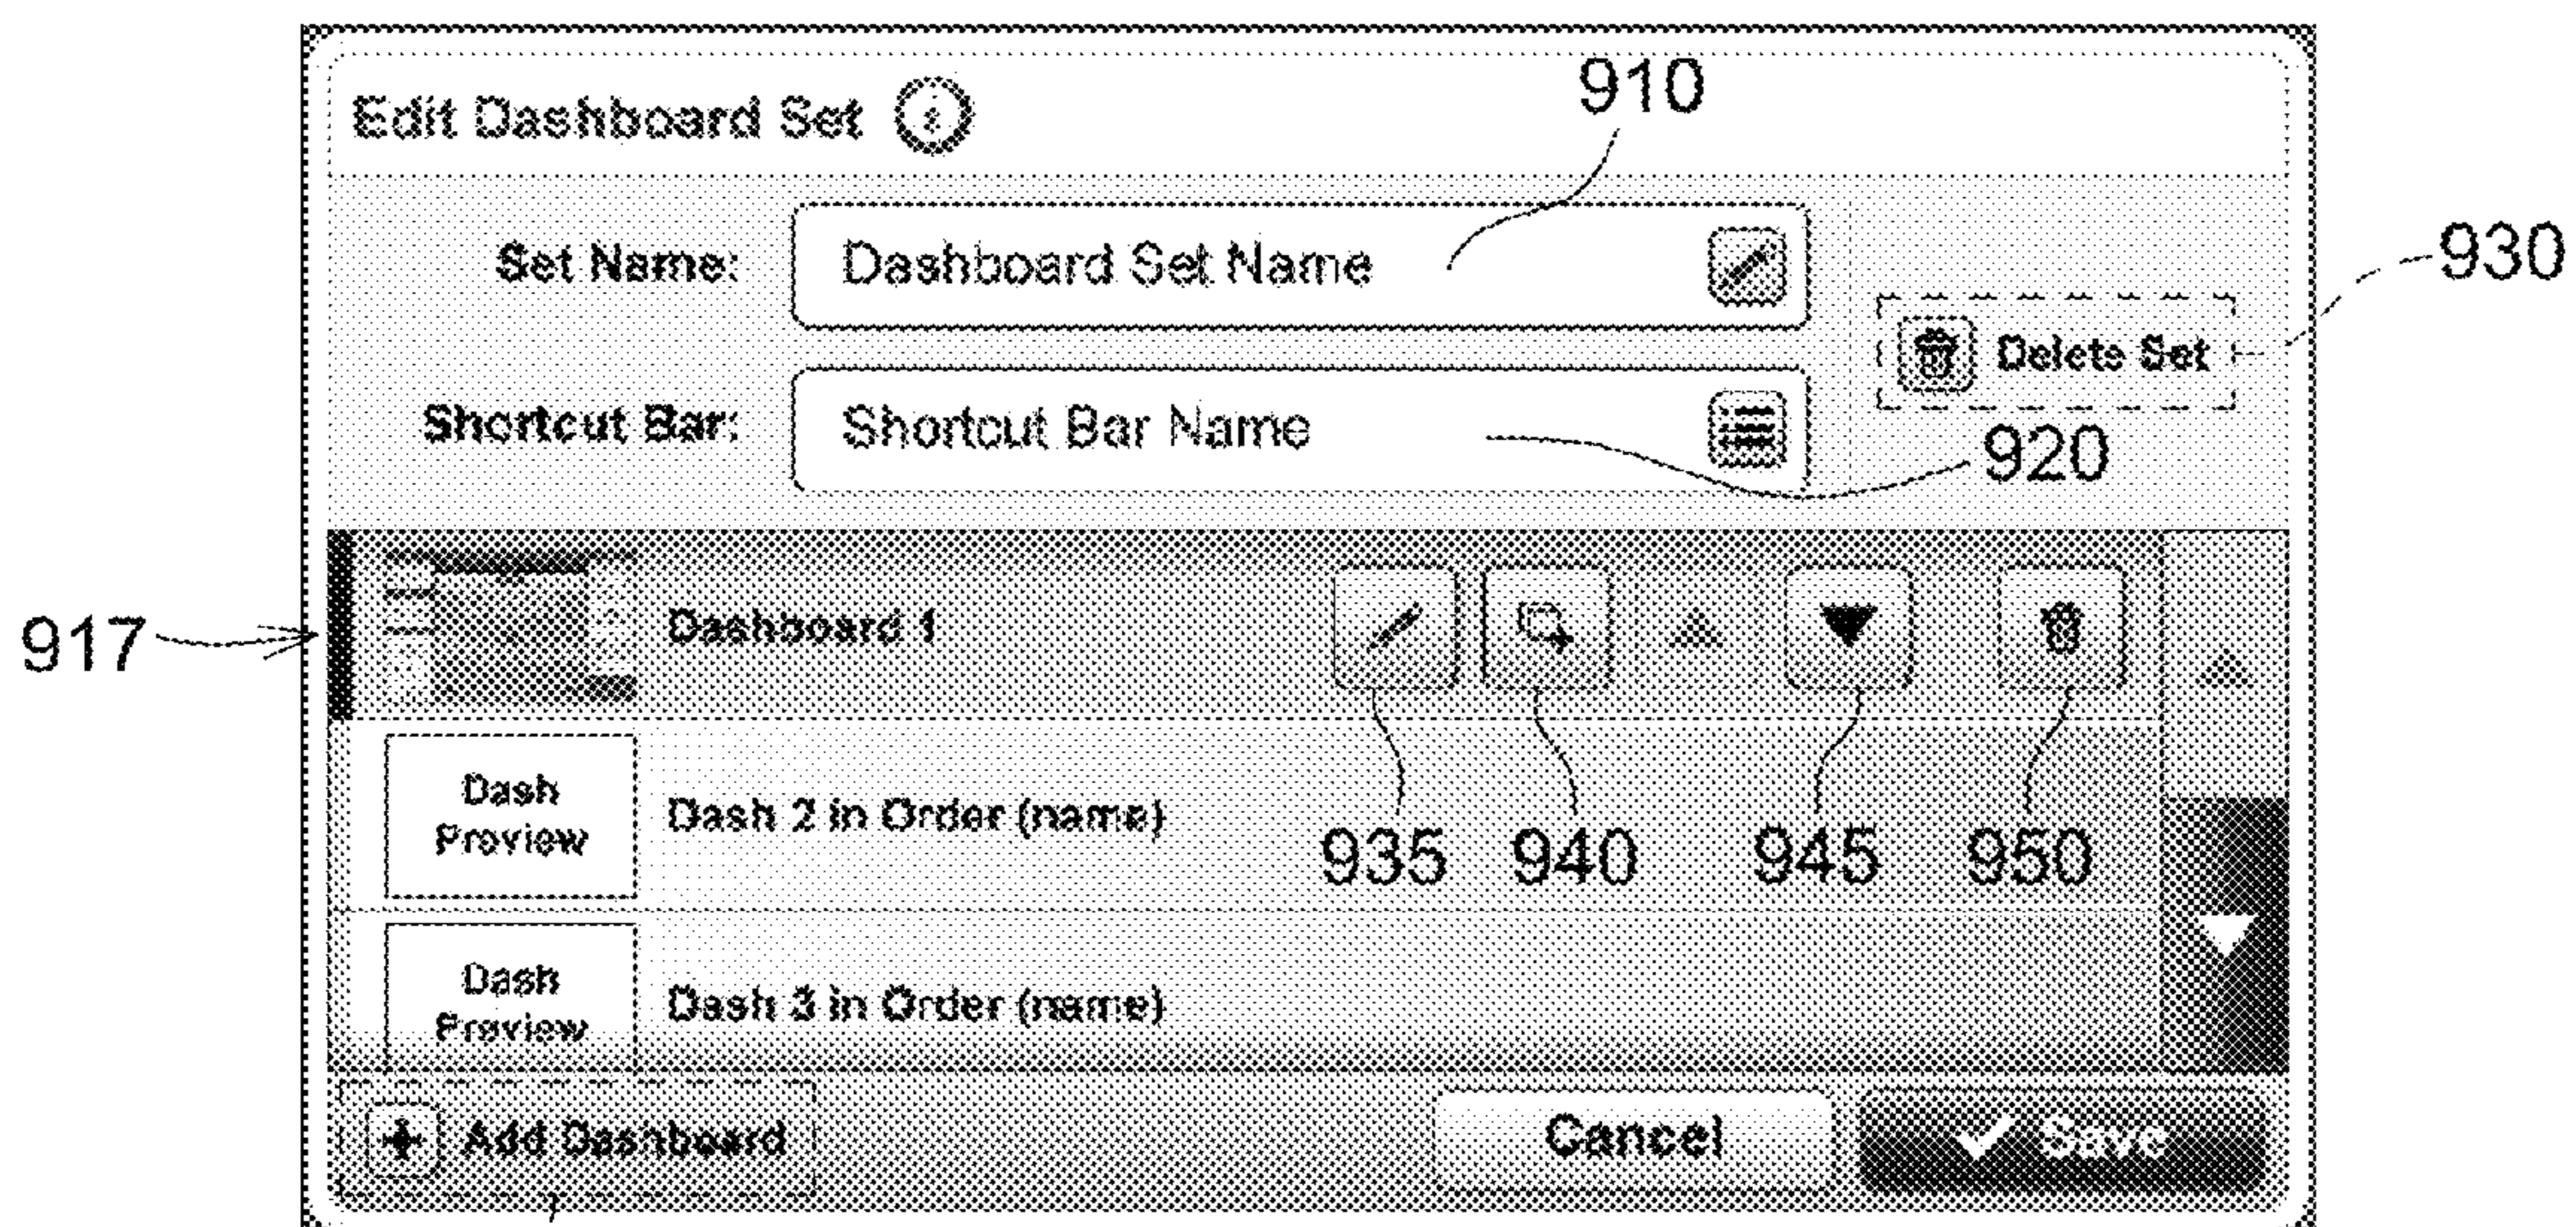 Edit Dashboard Set i
910
Set Name: Dashboard Set Name
930
Delete Set
Shortcut Bar: Shortcut Bar Name
920
917
Dashboard 1
Dash
Preview
Dash 2 in Order (name)
935 940 945 950
Dash
Preview
Dash 3 in Order (name)
Add Dashboard
Cancel
Save